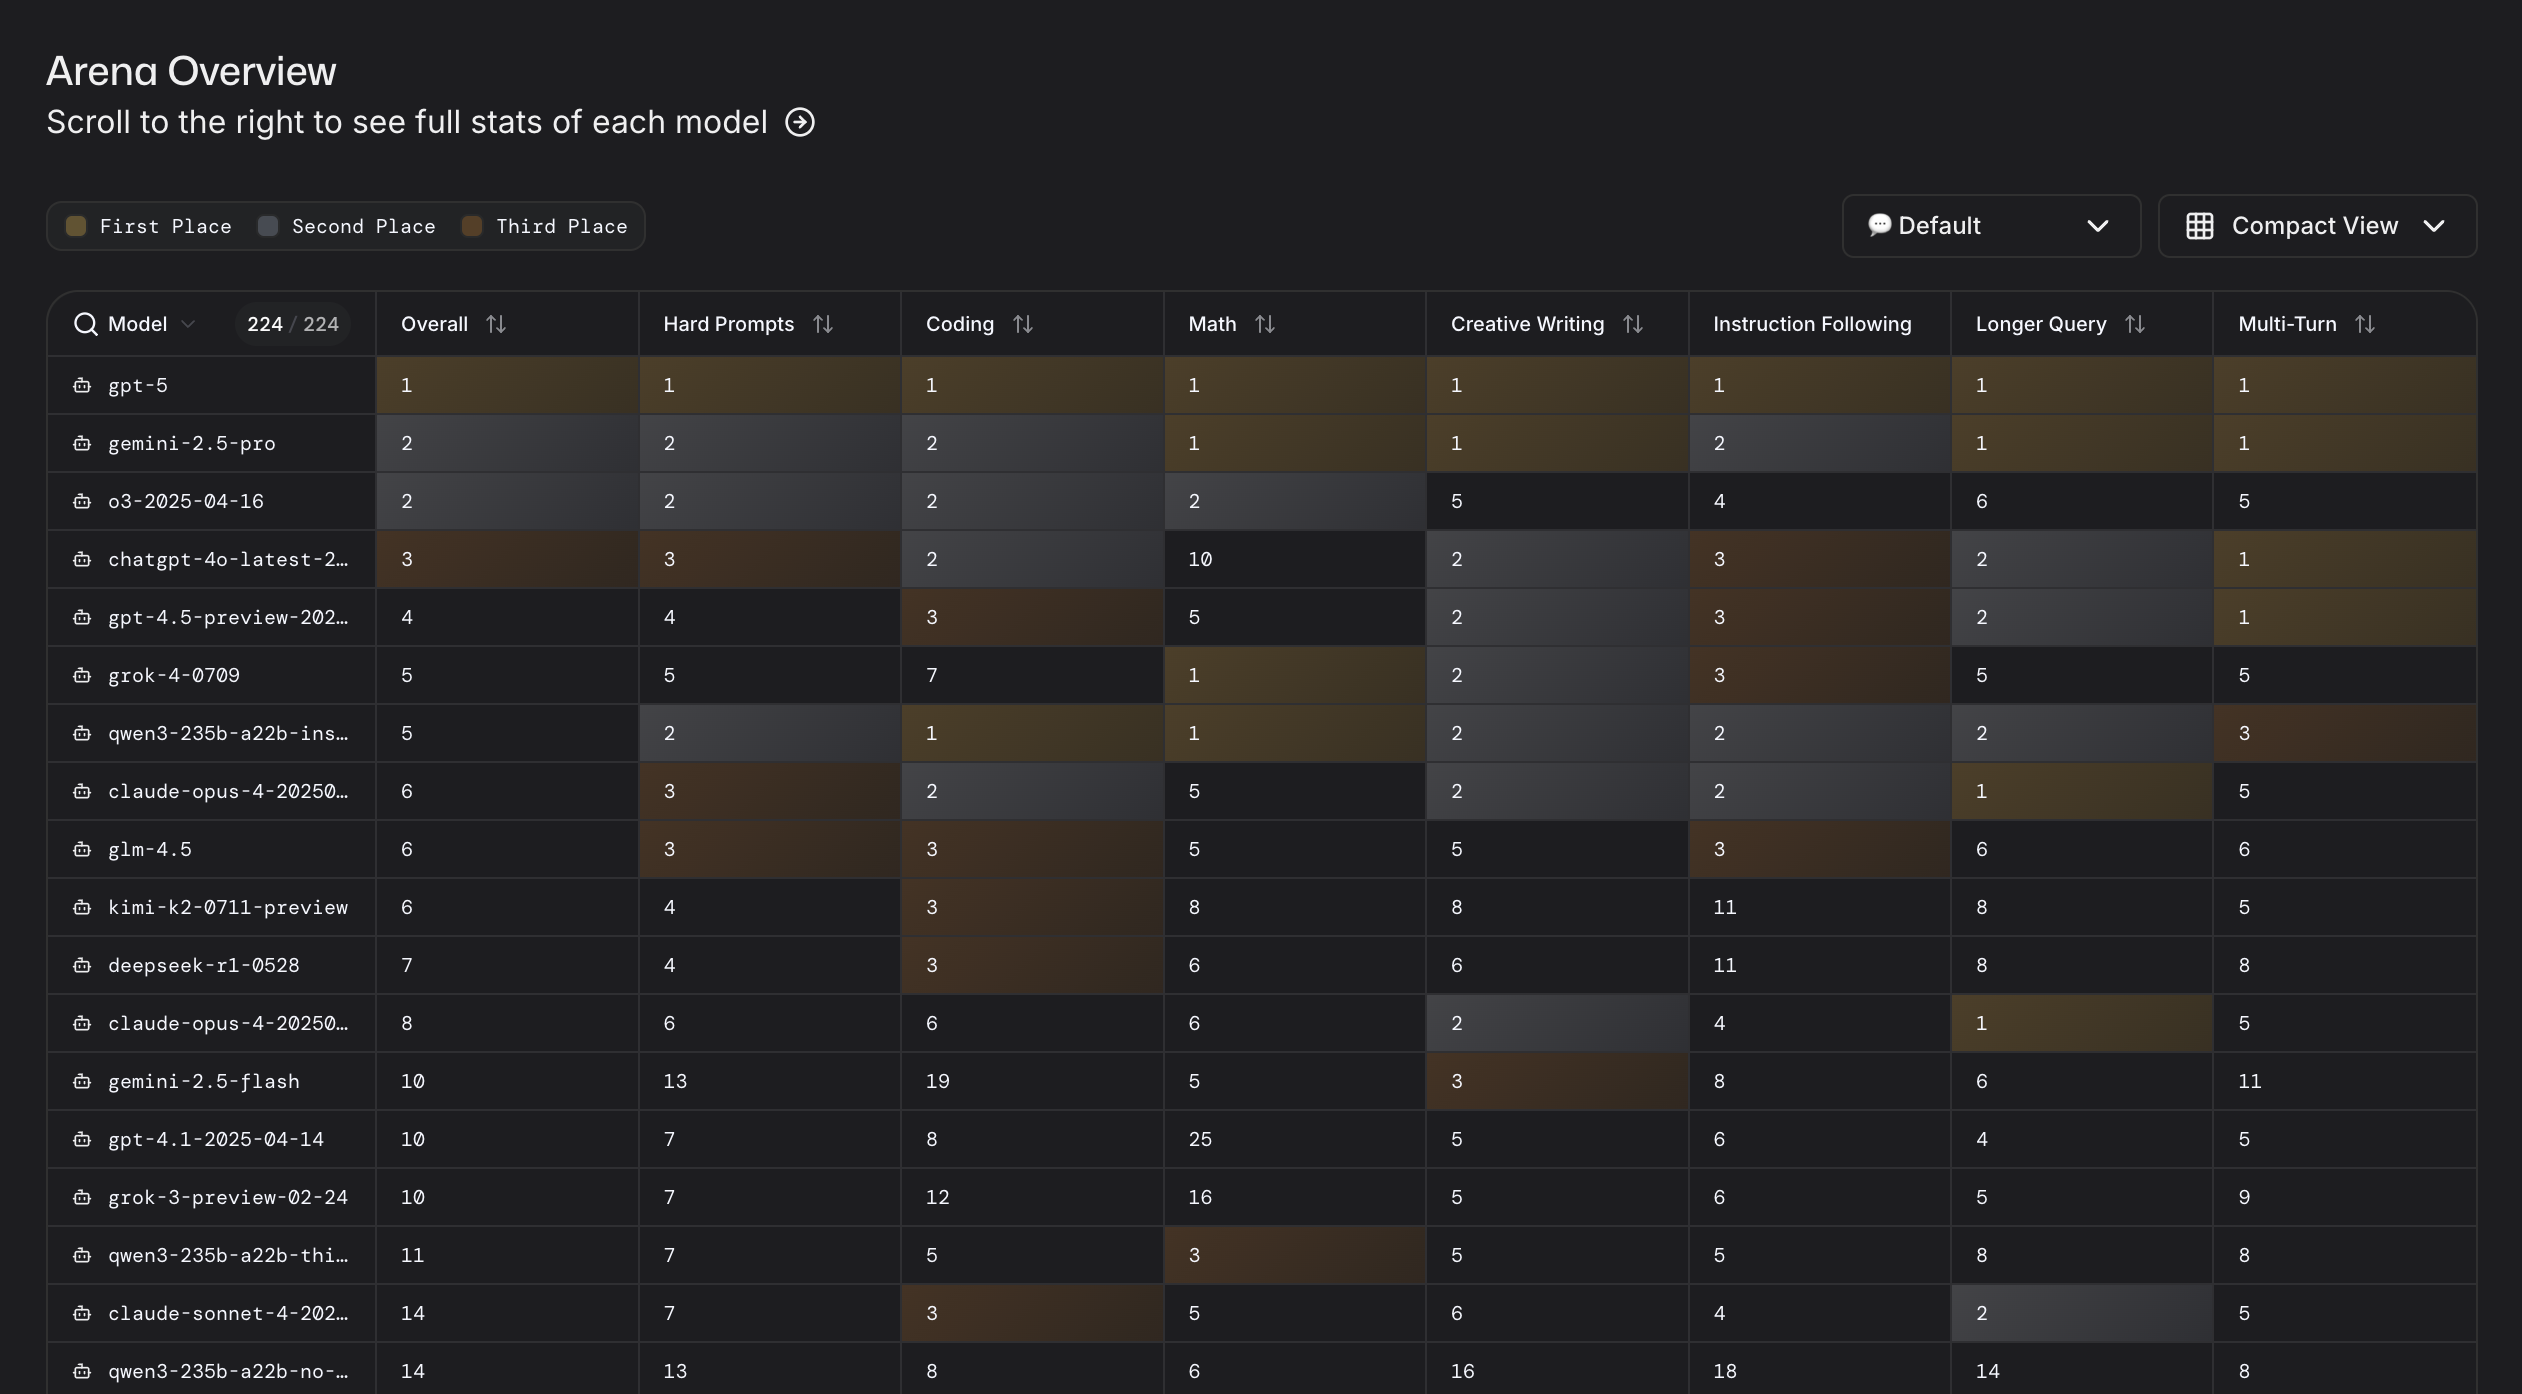 Arena Overview
Scroll to the right to see full stats of each model
First Place Second Place Third Place
Default Compact View
Model 224 / 224 Overall Hard Prompts Coding Math Creative Writing Instruction Following Longer Query Multi-Turn
gpt-5 1 1 1 1 1 1 1 1
gemini-2.5-pro 2 2 2 1 1 2 1 1
o3-2025-04-16 2 2 2 2 5 4 6 5
chatgpt-4o-latest-2… 3 3 2 10 2 3 2 1
gpt-4.5-preview-202… 4 4 3 5 2 3 2 1
grok-4-0709 5 5 7 1 2 3 5 5
qwen3-235b-a22b-ins… 5 2 1 1 2 2 2 3
claude-opus-4-20250… 6 3 2 5 2 2 1 5
glm-4.5 6 3 3 5 5 3 6 6
kimi-k2-0711-preview 6 4 3 8 8 11 8 5
deepseek-r1-0528 7 4 3 6 6 11 8 8
claude-opus-4-20250… 8 6 6 6 2 4 1 5
gemini-2.5-flash 10 13 19 5 3 8 6 11
gpt-4.1-2025-04-14 10 7 8 25 5 6 4 5
grok-3-preview-02-24 10 7 12 16 5 6 5 9
qwen3-235b-a22b-thi… 11 7 5 3 5 5 8 8
claude-sonnet-4-202… 14 7 3 5 6 4 2 5
qwen3-235b-a22b-no-… 14 13 8 6 16 18 14 8